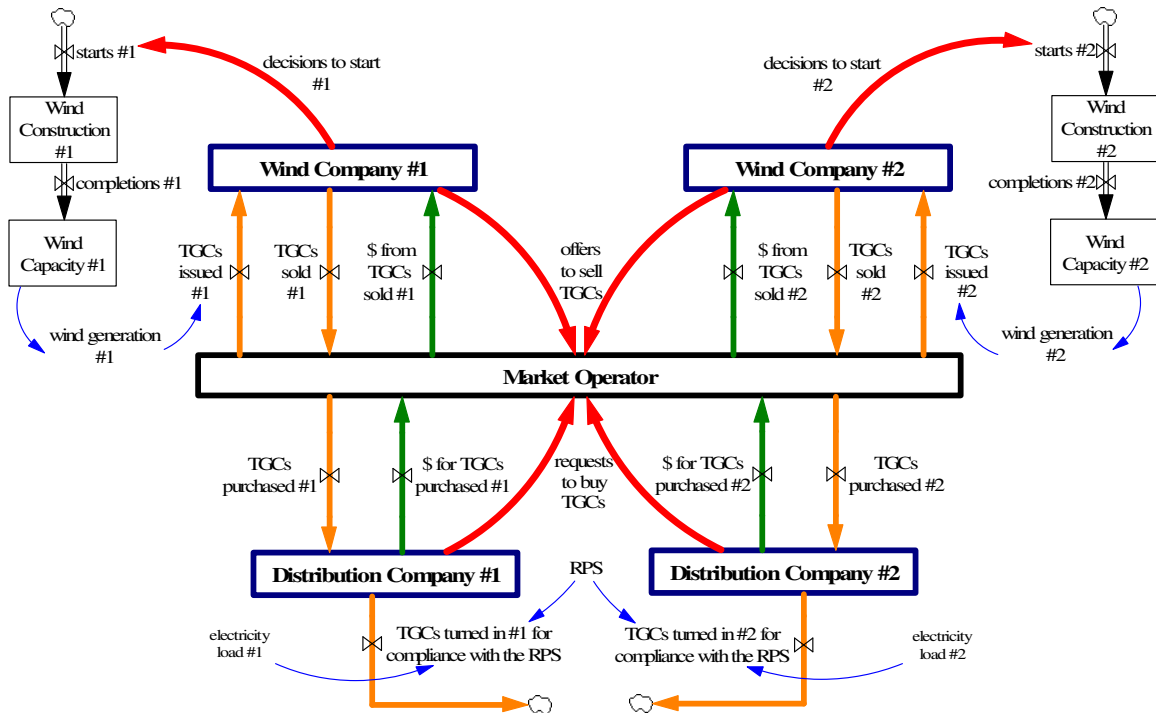 starts #1
decisions to start
#1
decisions to start
#2
starts #2
Wind
Construction
#1
Wind
Construction
#2
Wind Company #1
Wind Company #2
completions #1
completions #2
Wind
Capacity #1
TGCs
issued
#1
TGCs
sold
#1
$ from
TGCs
sold #1
offers
to sell
TGCs
$ from
TGCs
sold #2
TGCs
sold
#2
TGCs
issued
#2
Wind
Capacity #2
wind generation
#1
wind generation
#2
Market Operator
TGCs
purchased #1
$ for TGCs
purchased #1
requests
to buy
TGCs
$ for TGCs
purchased #2
TGCs
purchased #2
Distribution Company #1
RPS
Distribution Company #2
electricity
load #1
TGCs turned in #1 for
compliance with the RPS
TGCs turned in #2 for
compliance with the RPS
electricity
load #2